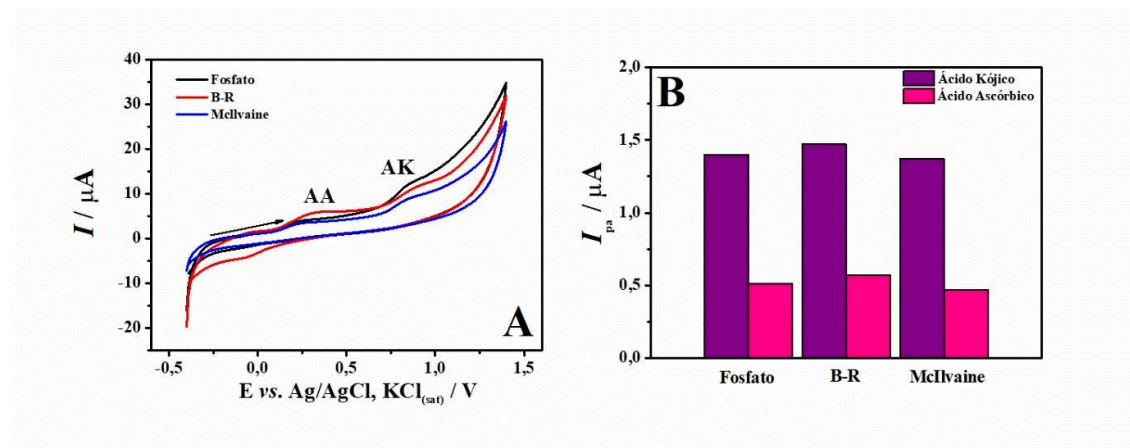 40
30
20
10
0
-10
-20
I / µA
Fosfato
B-R
McIlvaine
AA
AK
A
-0,5
0,0
0,5
1,0
1,5
E vs. Ag/AgCl, KCl(sat) / V
2,0
1,5
1,0
0,5
0,0
Ipa / µA
B
Ácido Kójico
Ácido Ascórbico
Fosfato
B-R
McIlvaine